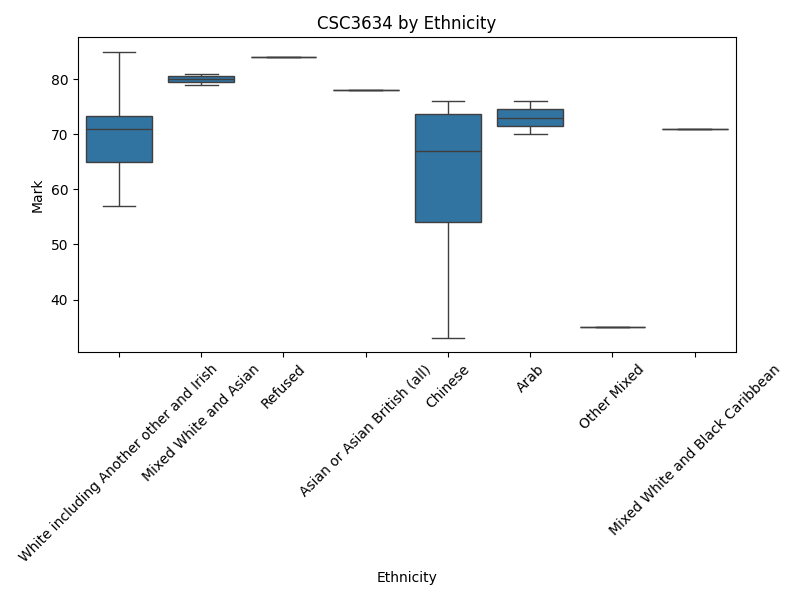 CSC3634 by Ethnicity
Mark
80
70
60
50
40
White including Another other and Irish
Mixed White and Asian
Refused
Asian or Asian British (all)
Chinese
Arab
Other Mixed
Mixed White and Black Caribbean
Ethnicity